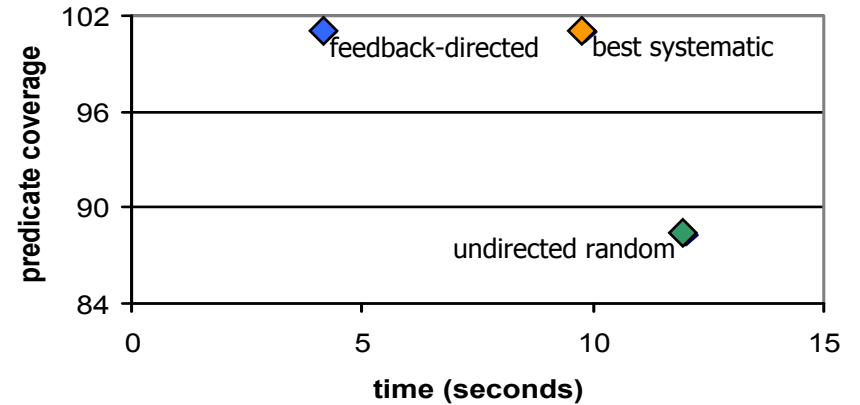 102
feedback-directed
best systematic
96
predicate coverage
90
undirected random
84
0
5
10
15
time (seconds)